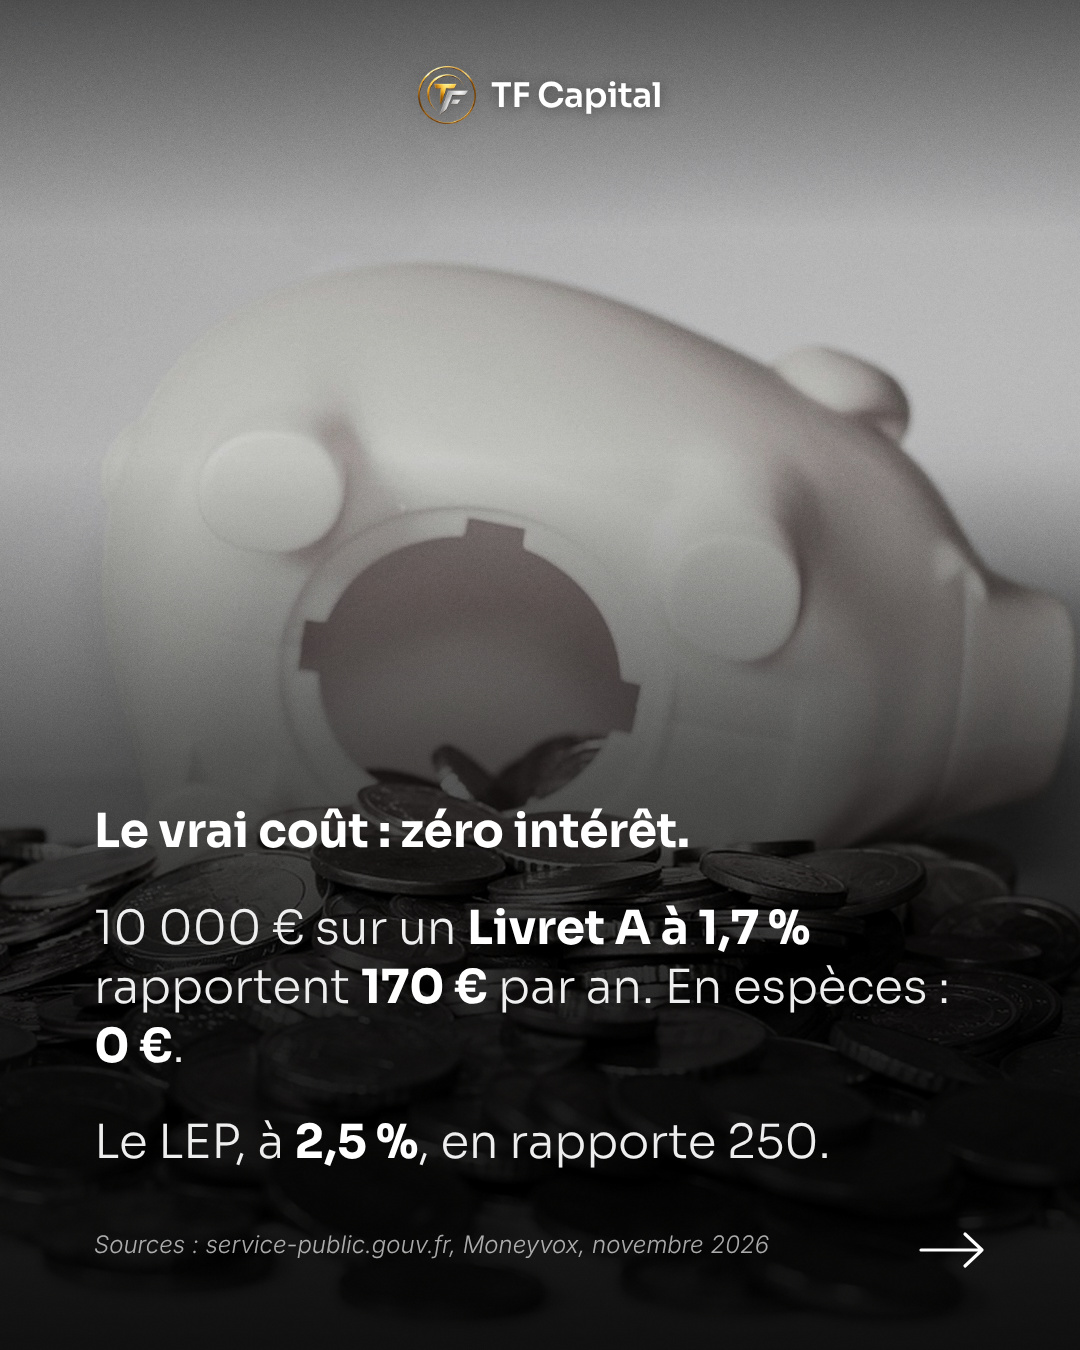 TF Capital
Le vrai coût : zéro intérêt.
10 000 € sur un Livret A à 1,7 %
rapportent 170 € par an. En espèces :
0 €.
Le LEP, à 2,5 %, en rapporte 250.
Sources : service-public.gouv.fr, Moneyvox, novembre 2026